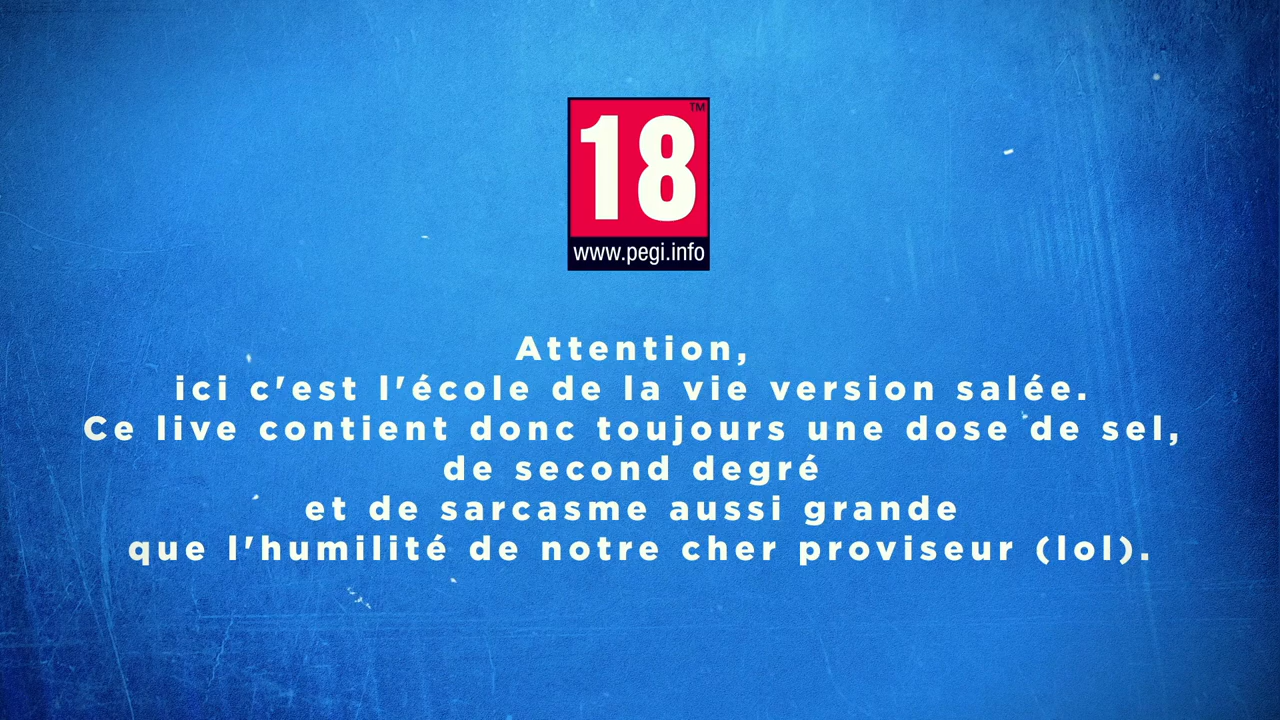 TM
18
www.pegi.info
Attention,
ici c'est l'école de la vie version salée.
Ce live contient donc toujours une dose de sel,
de second degré
et de sarcasme aussi grande
que l'humilité de notre cher proviseur (lol).